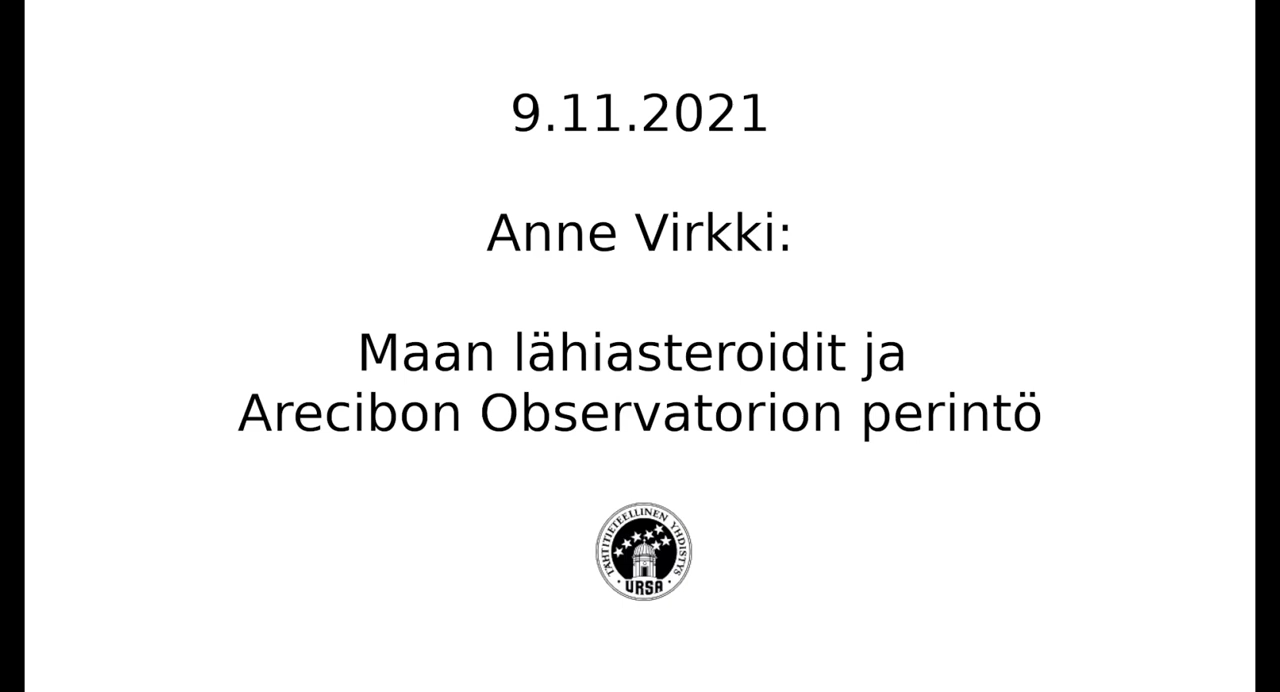 9.11.2021
Anne Virkki:
Maan lähiasteroidit ja
Arecibon Observatorion perintö
TÄHTITIETEELLINEN YHDISTYS
URSA